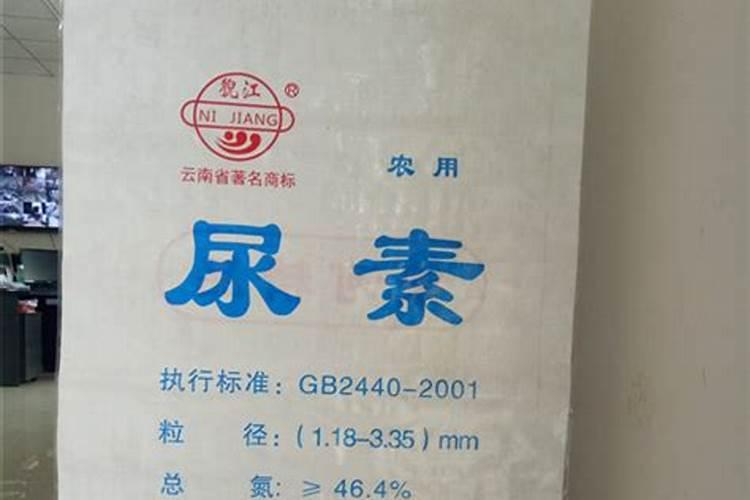 猊江 ®
NI JIANG
云南省著名商标
农用
尿素
执行标准：GB2440-2001
粒 径：(1.18-3.35)mm
总 氮：≥ 46.4%